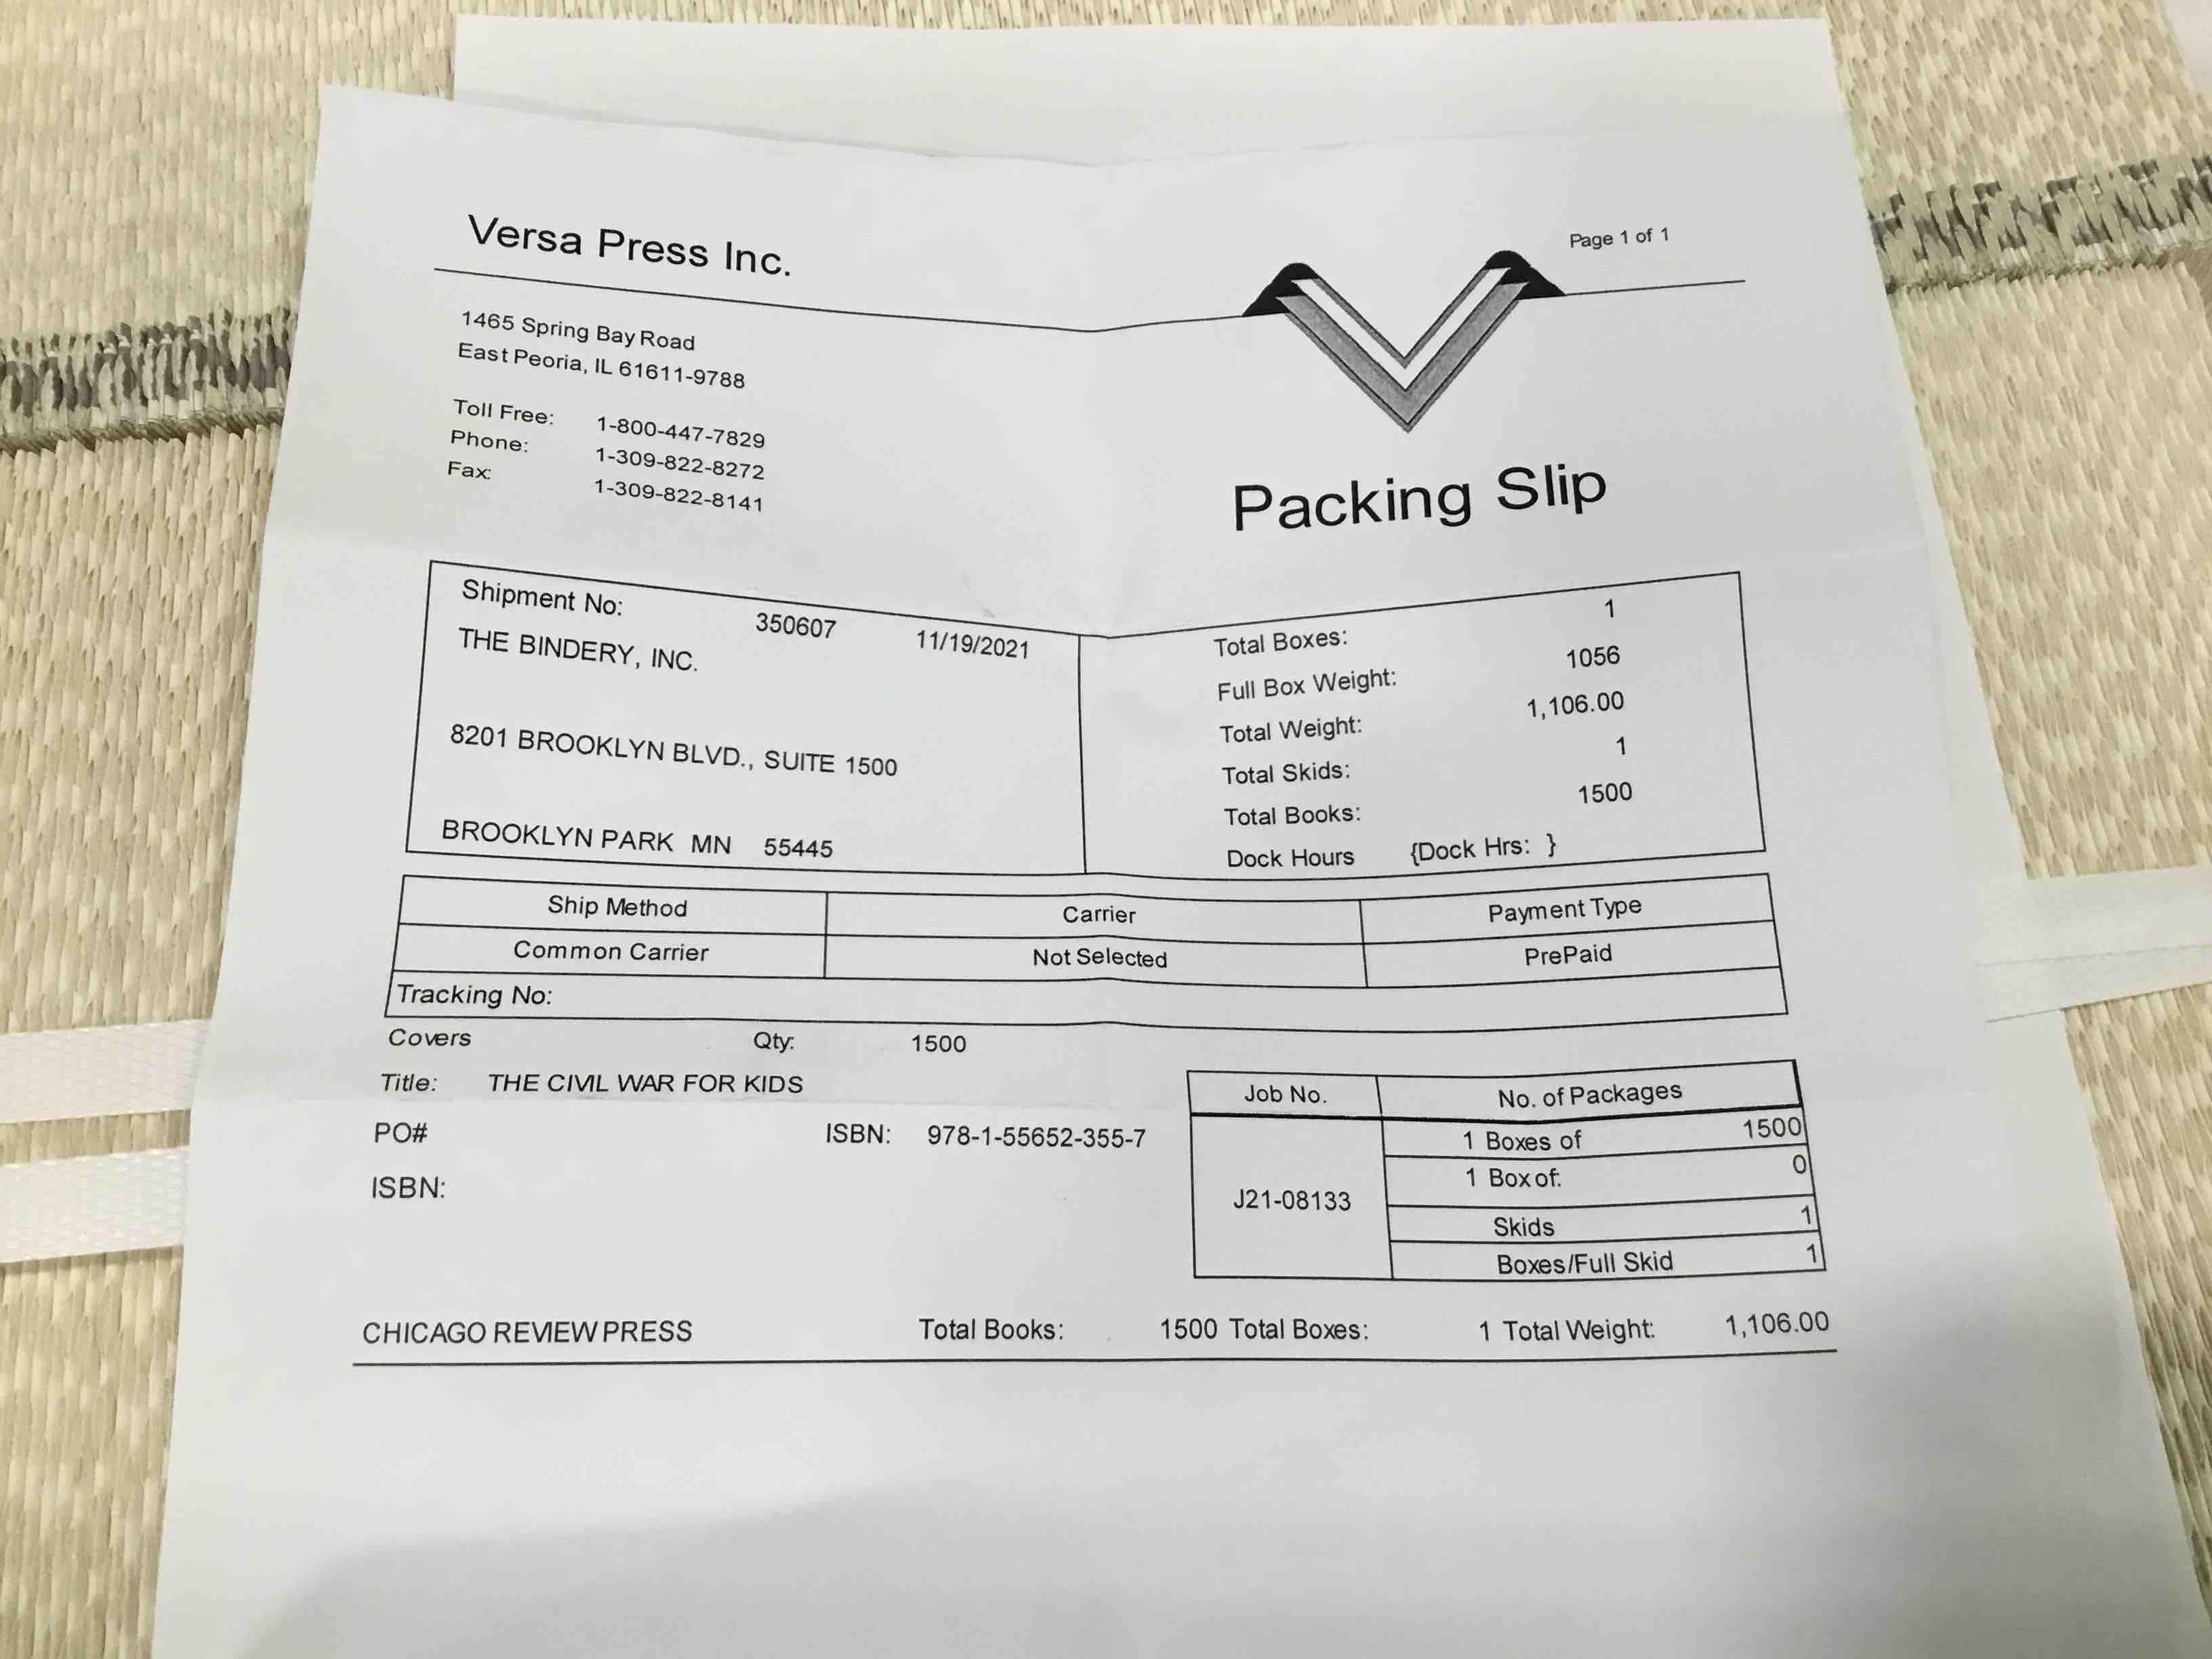 Versa Press Inc.
Page 1 of 1
1465 Spring Bay Road
East Peoria, IL 61611-9788
Toll Free: 1-800-447-7829
Phone: 1-309-822-8272
Fax: 1-309-822-8141
Packing Slip
Shipment No: 350607 11/19/2021
THE BINDERY, INC.
8201 BROOKLYN BLVD., SUITE 1500
BROOKLYN PARK MN 55445
Total Boxes: 1
Full Box Weight: 1056
Total Weight: 1,106.00
Total Skids: 1
Total Books: 1500
Dock Hours {Dock Hrs: }
Ship Method Carrier Payment Type
Common Carrier Not Selected PrePaid
Tracking No:
Covers Qty: 1500
Title: THE CIVIL WAR FOR KIDS
PO# ISBN: 978-1-55652-355-7
ISBN:
Job No. No. of Packages
J21-08133
1 Boxes of 1500
1 Box of: 0
Skids 1
Boxes/Full Skid 1
CHICAGO REVIEW PRESS Total Books: 1500 Total Boxes: 1 Total Weight: 1,106.00